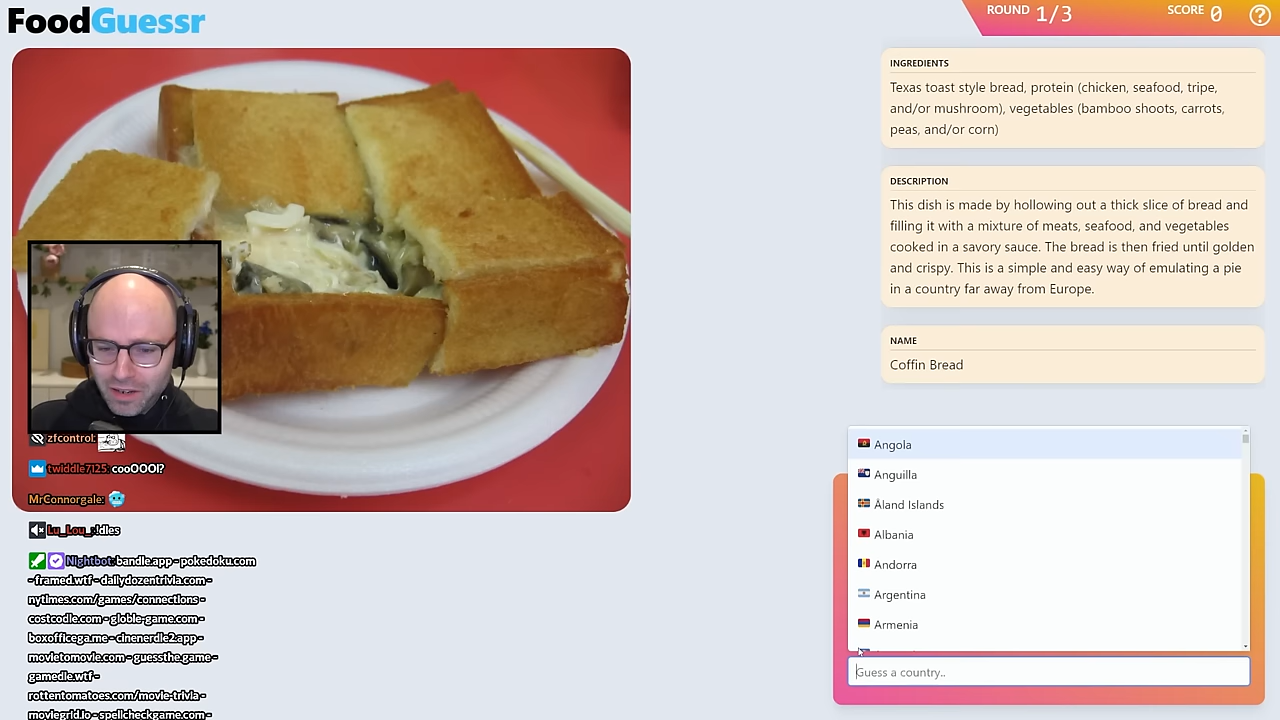 FoodGuessr
ROUND 1/3
SCORE 0
?
INGREDIENTS
Texas toast style bread, protein (chicken, seafood, tripe,
and/or mushroom), vegetables (bamboo shoots, carrots,
peas, and/or corn)
DESCRIPTION
This dish is made by hollowing out a thick slice of bread and
filling it with a mixture of meats, seafood, and vegetables
cooked in a savory sauce. The bread is then fried until golden
and crispy. This is a simple and easy way of emulating a pie
in a country far away from Europe.
NAME
Coffin Bread
Angola
Anguilla
Åland Islands
Albania
Andorra
Argentina
Armenia
Guess a country..
zfcontrol:
twiddle7125: cooOOOl?
MrConnorgale:
Lu_Lou_: !dles
Nightbot: bandle.app - pokedoku.com
- framed.wtf - dailydozentrivia.com -
nytimes.com/games/connections -
costcodle.com - globle-game.com -
boxofficega.me - cinenerdle2.app -
movietomovie.com - guessthe.game -
gamedle.wtf -
rottentomatoes.com/movie-trivia -
moviegrid.io - spellcheckgame.com -